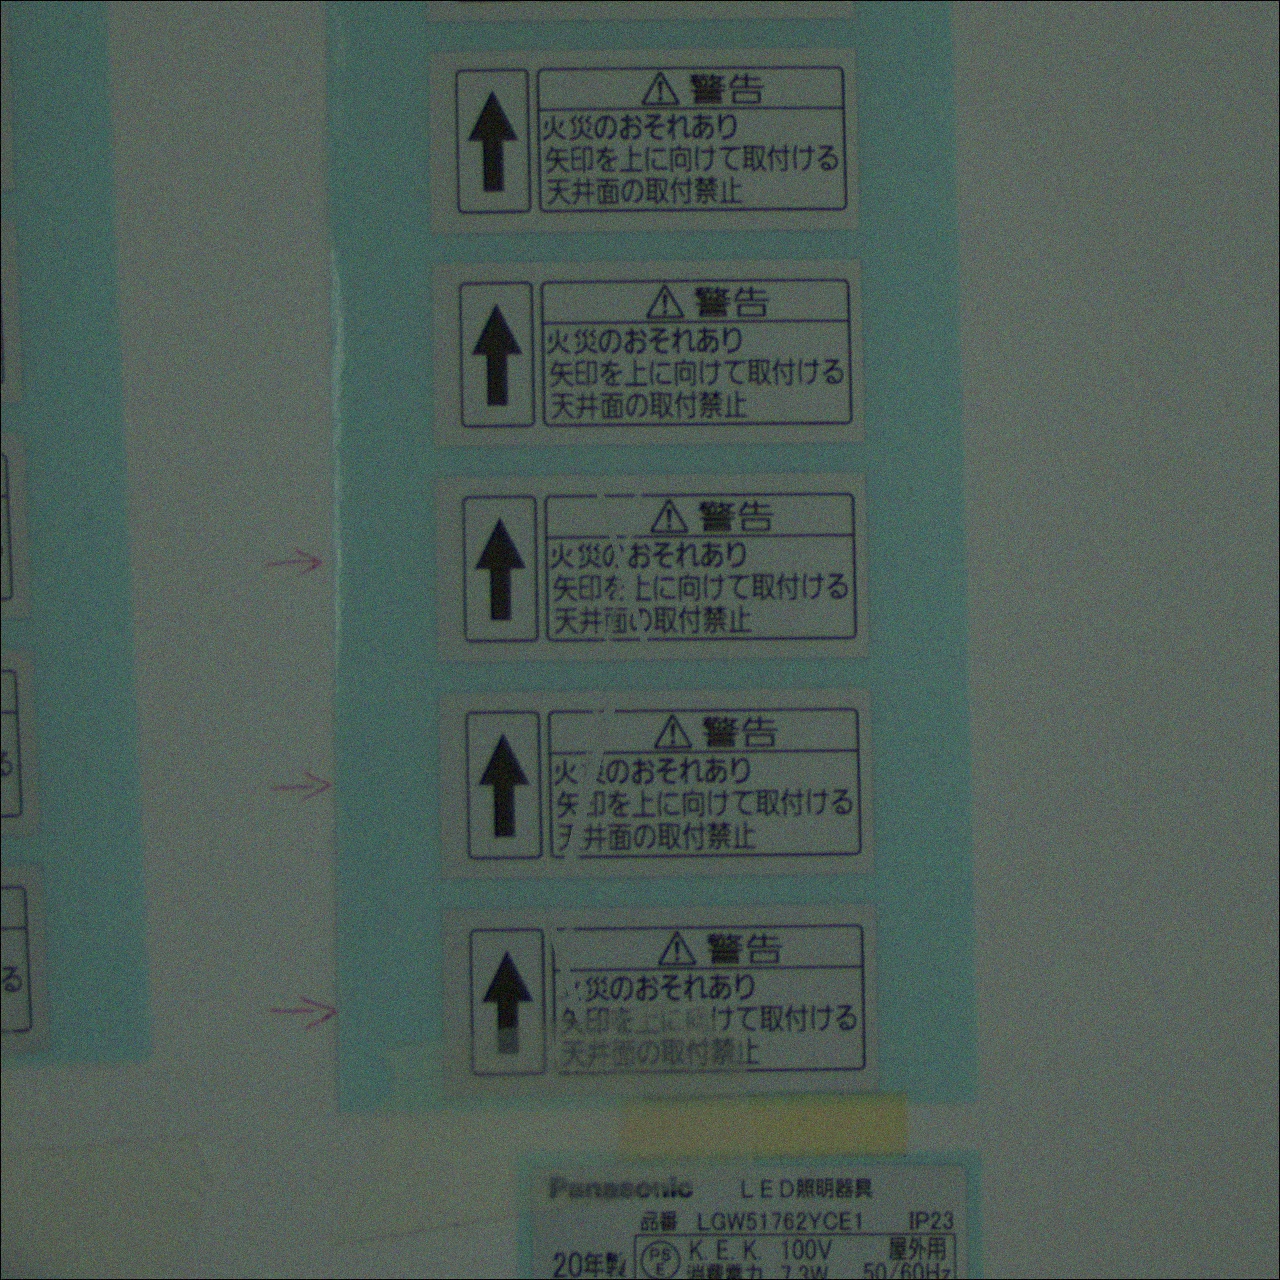 ⚠警告
火災のおそれあり
矢印を上に向けて取付ける
天井面の取付禁止
⚠警告
火災のおそれあり
矢印を上に向けて取付ける
天井面の取付禁止
⚠警告
火災のおそれあり
矢印を上に向けて取付ける
天井面の取付禁止
⚠警告
火災のおそれあり
矢印を上に向けて取付ける
天井面の取付禁止
⚠警告
火災のおそれあり
矢印を上に向けて取付ける
天井面の取付禁止
る
る
Panasonic LED照明器具
品番 LGW51762YCE1 IP23
20年製 PSE K.E.K. 100V 屋外用
消費電力 7.3W 50/60Hz